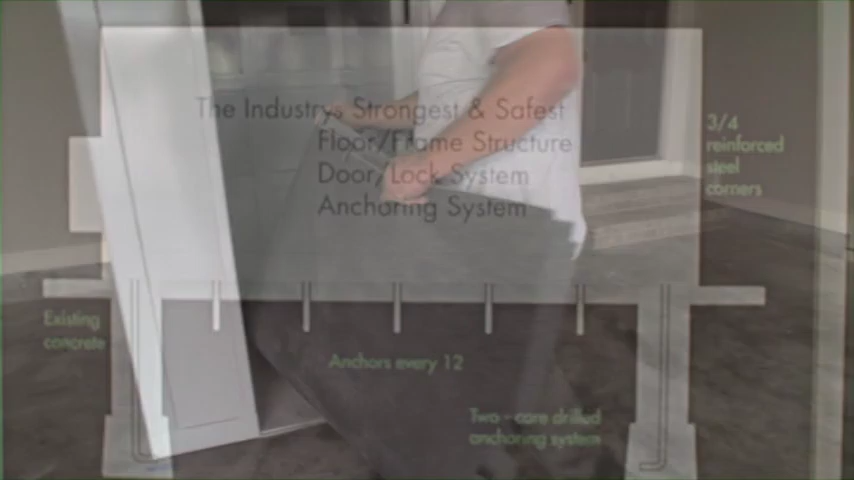 The Industrys Strongest & Safest
Floor/Frame Structure
Door Lock System
Anchoring System
3/4
reinforced
steel
corners
Existing
concrete
Anchors every 12
Two - core drilled
anchoring system